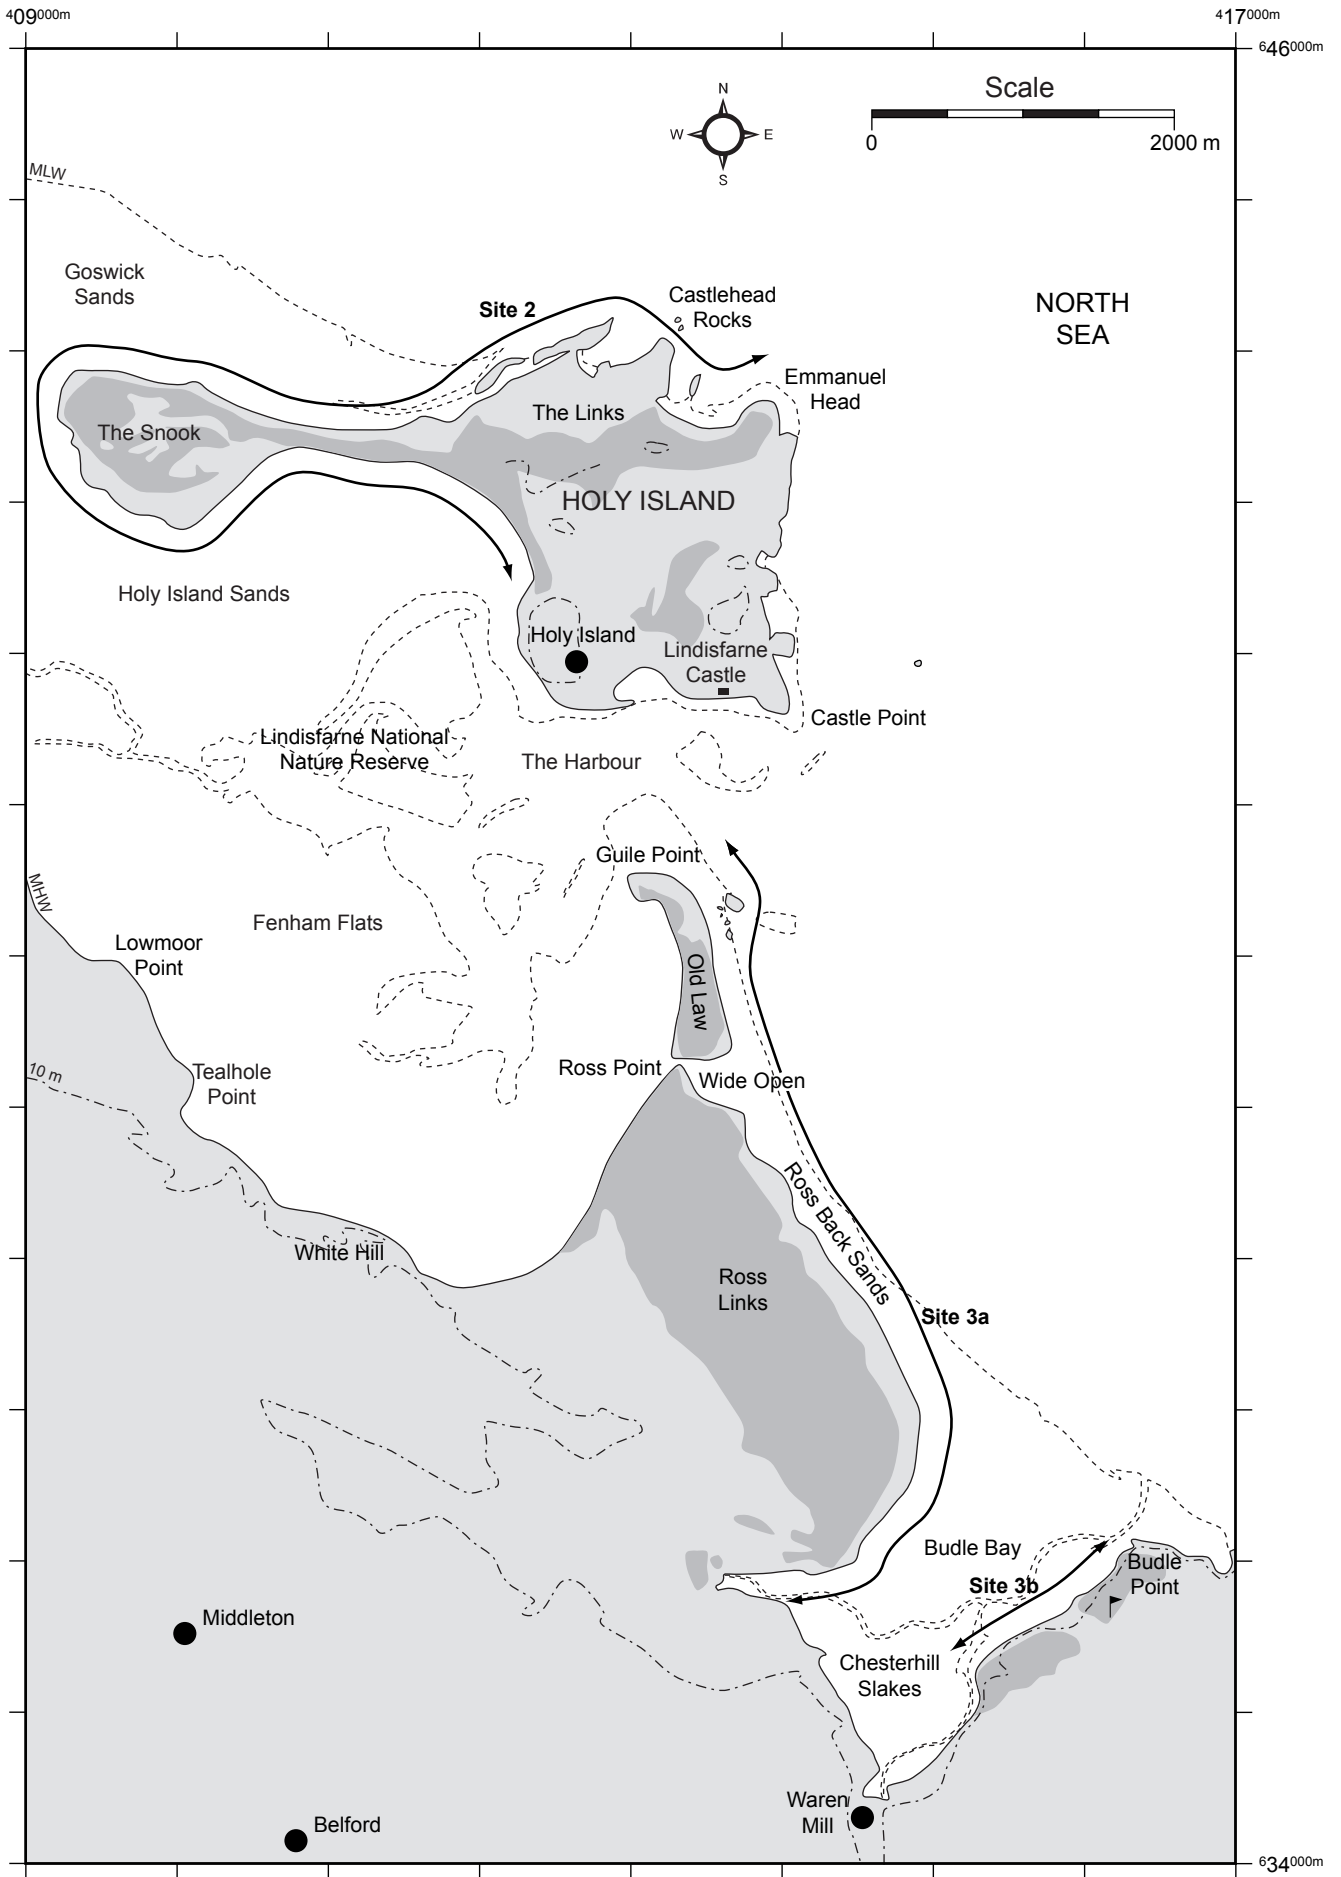 409000m
417000m
646000m
Scale
0
2000 m
N
W
E
S
MLW
Goswick
Sands
Site 2
Castlehead
Rocks
NORTH
SEA
Emmanuel
Head
The Links
The Snook
HOLY ISLAND
Holy Island Sands
Holy Island
Lindisfarne
Castle
Castle Point
Lindisfarne National
Nature Reserve
The Harbour
Guile Point
MHW
Fenham Flats
Lowmoor
Point
Old Law
Ross Point
Wide Open
Tealhole
Point
10 m
Ross Back Sands
White Hill
Ross
Links
Site 3a
Budle Bay
Budle
Point
Site 3b
Middleton
Chesterhill
Slakes
Waren
Mill
Belford
634000m